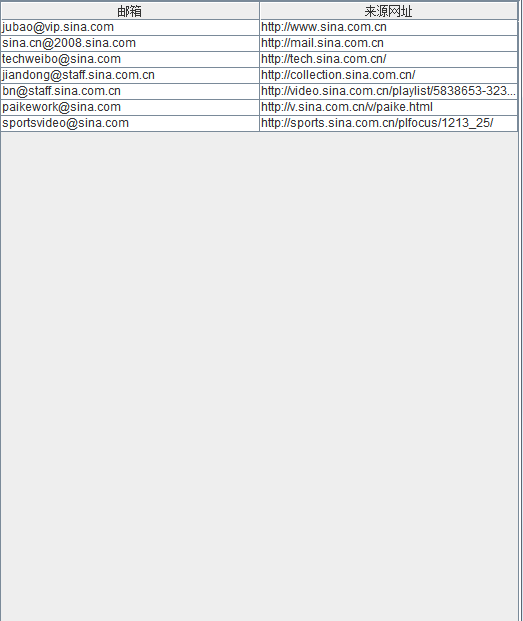 邮箱 来源网址
jubao@vip.sina.com http://www.sina.com.cn
sina.cn@2008.sina.com http://mail.sina.com.cn
techweibo@sina.com http://tech.sina.com.cn/
jiandong@staff.sina.com.cn http://collection.sina.com.cn/
bn@staff.sina.com.cn http://video.sina.com.cn/playlist/5838653-323...
paikework@sina.com http://v.sina.com.cn/v/paike.html
sportsvideo@sina.com http://sports.sina.com.cn/plfocus/1213_25/